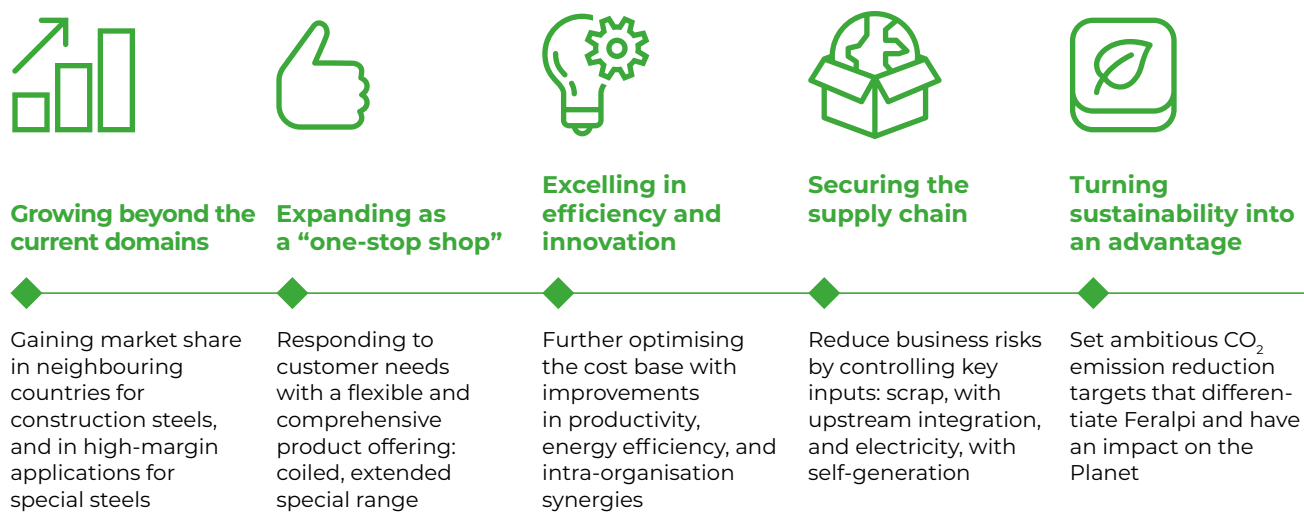 Growing beyond the
current domains
Expanding as
a “one-stop shop”
Excelling in
efficiency and
innovation
Securing the
supply chain
Turning
sustainability into
an advantage
Gaining market share
in neighbouring
countries for
construction steels,
and in high-margin
applications for
special steels
Responding to
customer needs
with a flexible and
comprehensive
product offering:
coiled, extended
special range
Further optimising
the cost base with
improvements
in productivity,
energy efficiency, and
intra-organisation
synergies
Reduce business risks
by controlling key
inputs: scrap, with
upstream integration,
and electricity, with
self-generation
Set ambitious CO₂
emission reduction
targets that differen-
tiate Feralpi and have
an impact on the
Planet